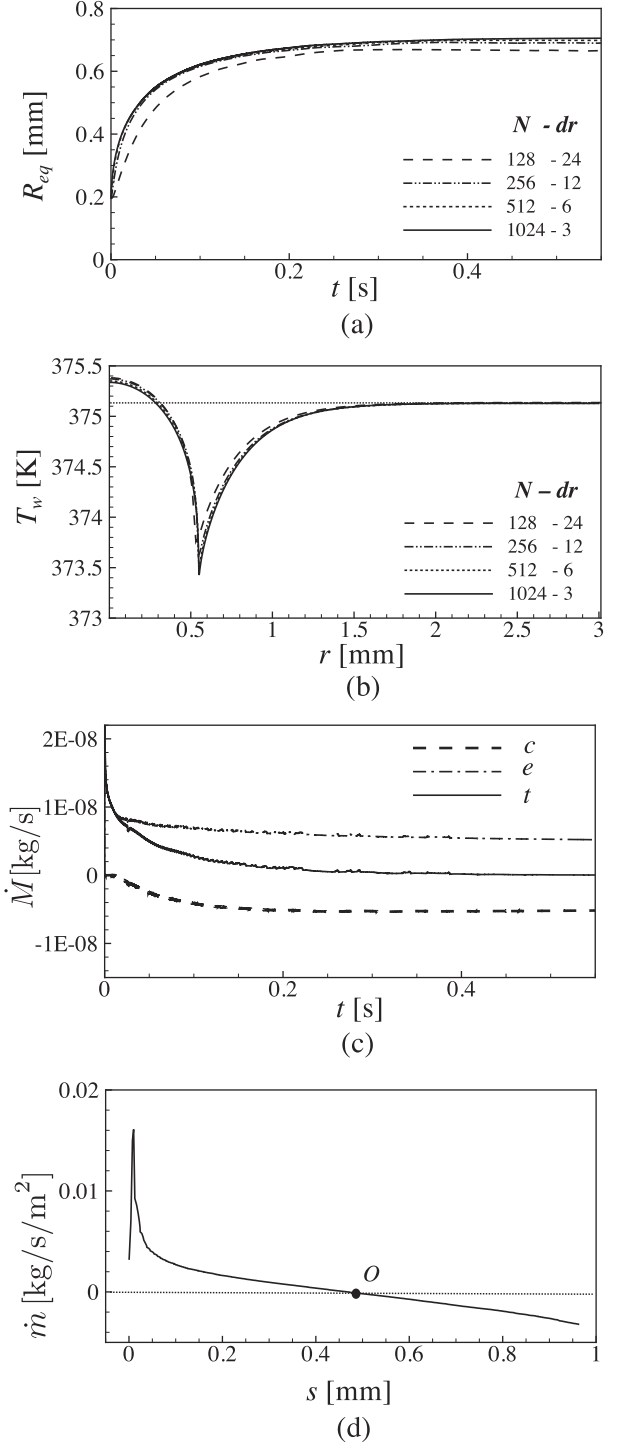 0.8
0.6
0.4
0.2
0
R_eq [mm]
N - dr
128 - 24
256 - 12
512 - 6
1024 - 3
0 0.2 0.4
t [s]
(a)
375.5
375
374.5
374
373.5
373
T_w [K]
N – dr
128 - 24
256 - 12
512 - 6
1024 - 3
0.5 1 1.5 2 2.5 3
r [mm]
(b)
2E-08
1E-08
0
-1E-08
Ṁ [kg/s]
c
e
t
0 0.2 0.4
t [s]
(c)
0.02
0.01
0
ṁ [kg/s/m²]
O
0 0.2 0.4 0.6 0.8 1
s [mm]
(d)